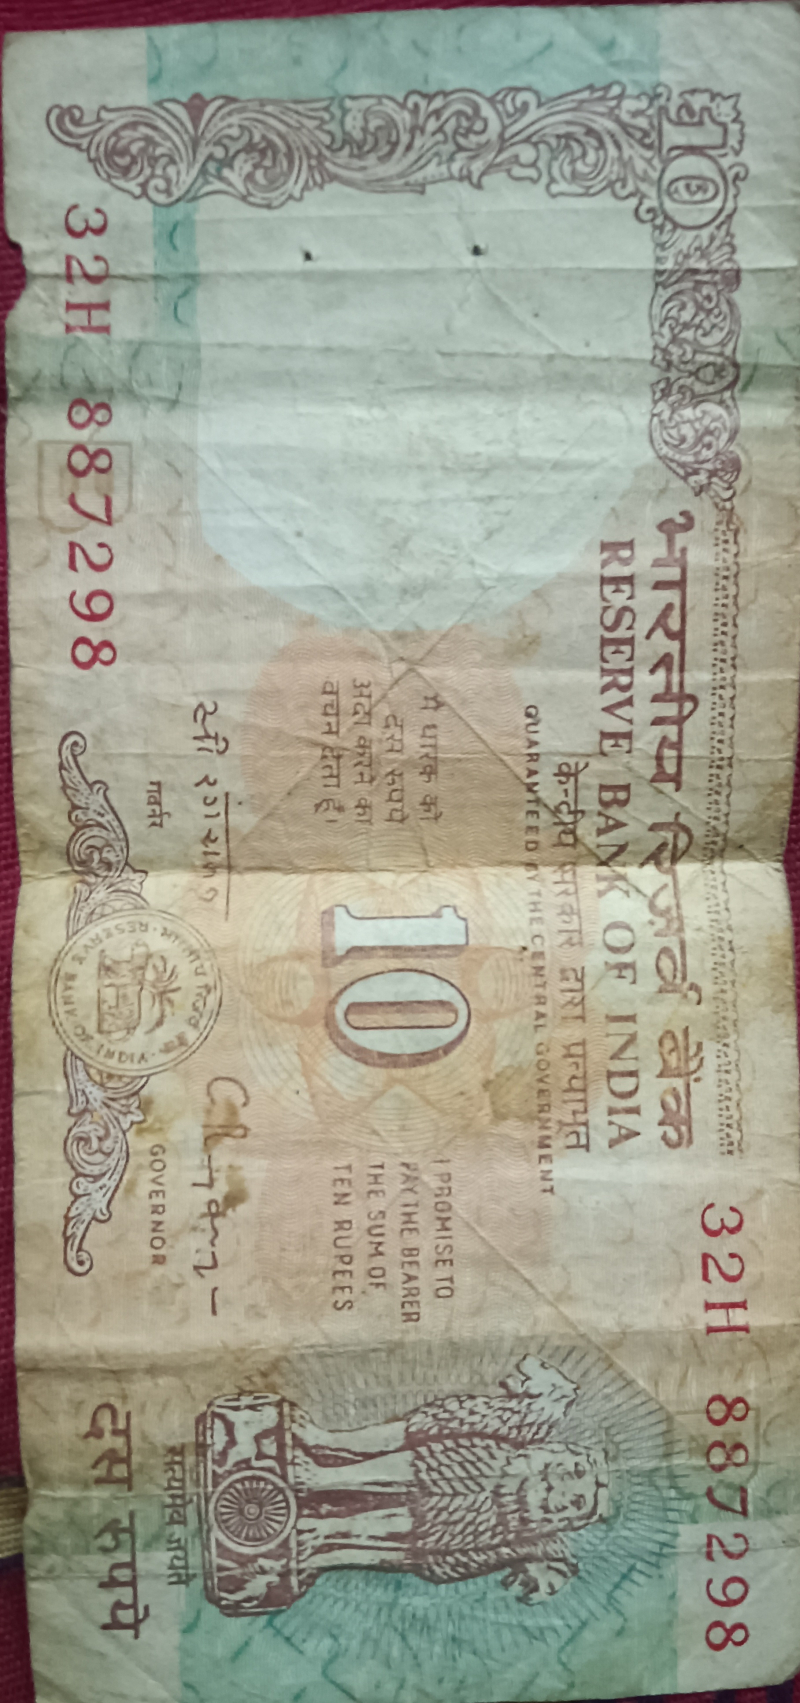 10
भारतीय रिज़र्व बैंक
RESERVE BANK OF INDIA
केन्द्रीय सरकार द्वारा प्रत्याभूत
GUARANTEED BY THE CENTRAL GOVERNMENT
32H 887298
मैं धारक को
दस रुपये
अदा करने का
वचन देता हूँ।
10
I PROMISE TO
PAY THE BEARER
THE SUM OF
TEN RUPEES
गवर्नर
GOVERNOR
सत्यमेव जयते
32H 887298
RESERVE BANK OF INDIA
दस रुपये